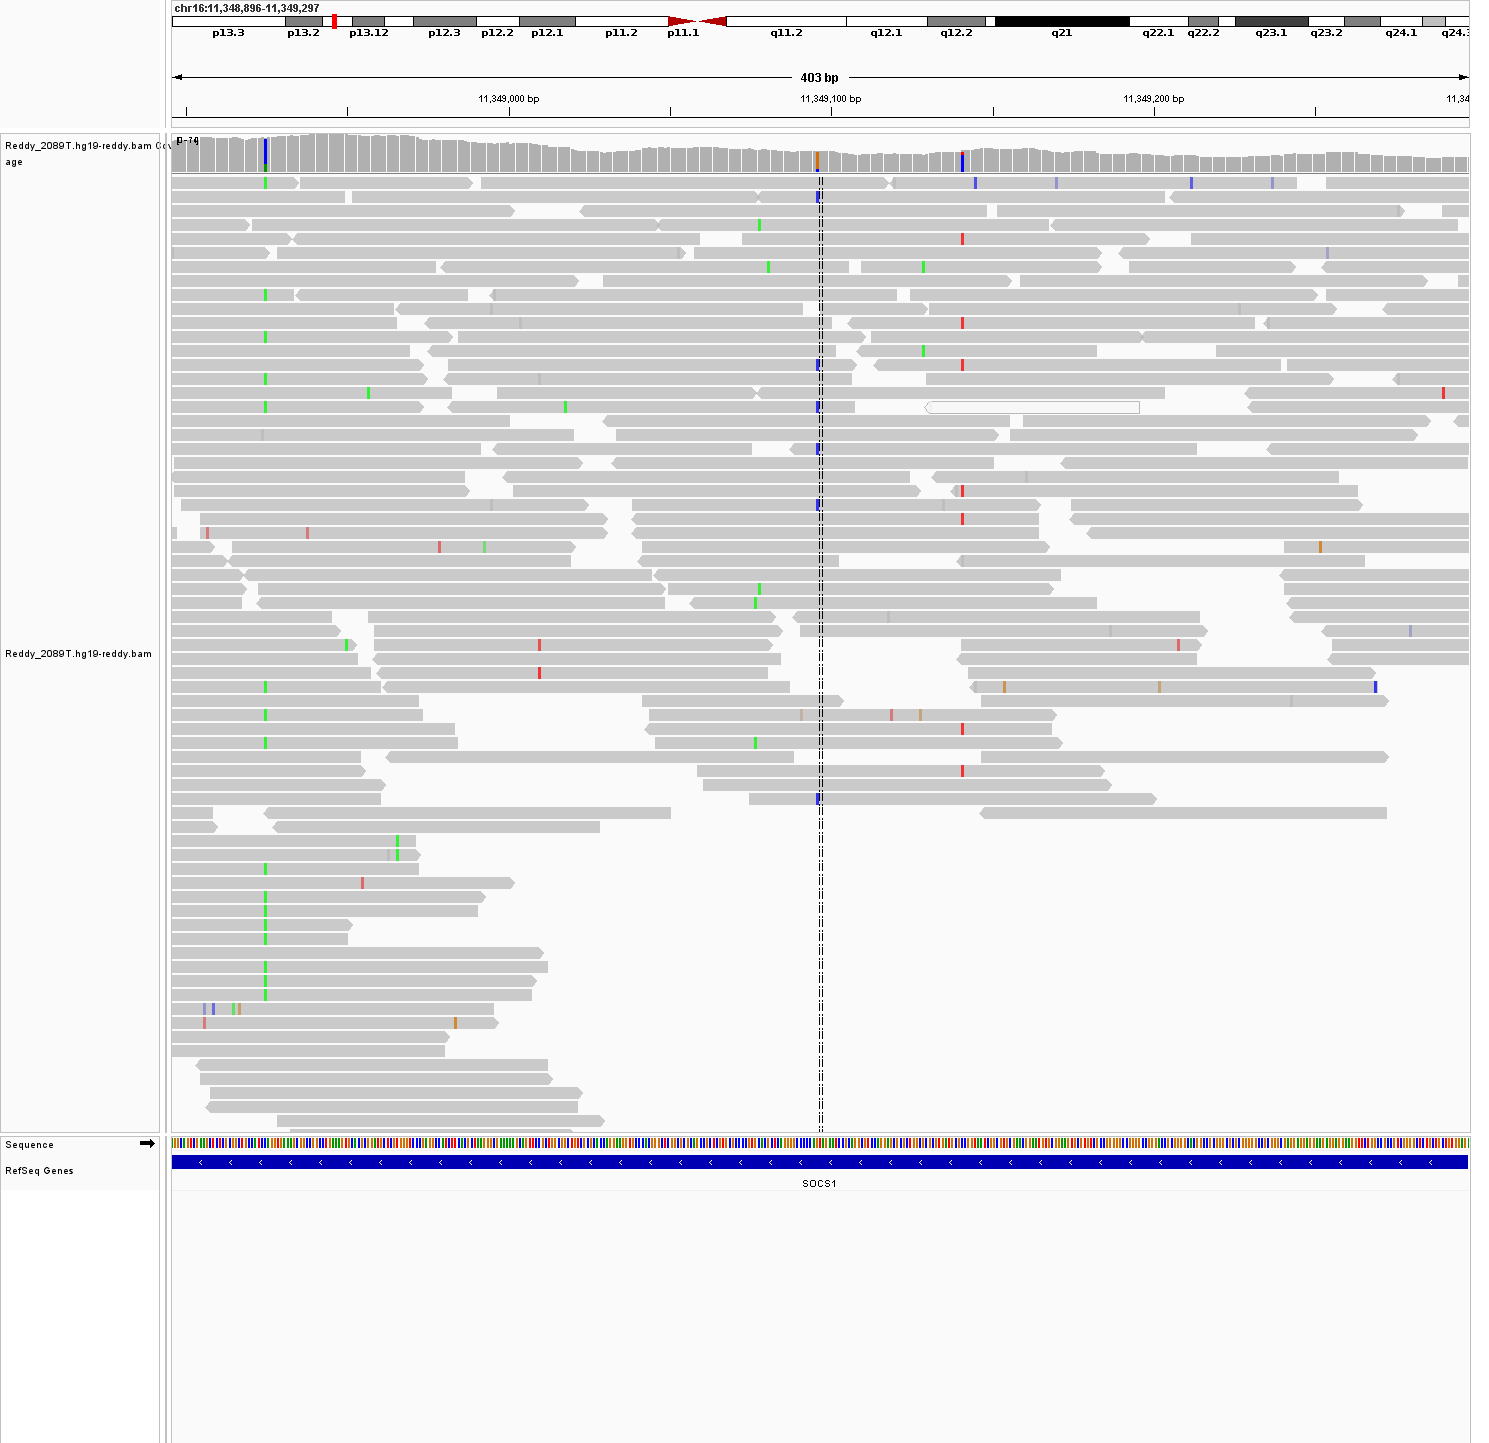 chr16:11,348,896-11,349,297
p13.3 p13.2 p13.12 p12.3 p12.2 p12.1 p11.2 p11.1 q11.2 q12.1 q12.2 q21 q22.1 q22.2 q23.1 q23.2 q24.1 q24.3
403 bp
11,349,000 bp 11,349,100 bp 11,349,200 bp 11,34
Reddy_2089T.hg19-reddy.bam Cov
age
Reddy_2089T.hg19-reddy.bam
Sequence
RefSeq Genes
SOCS1